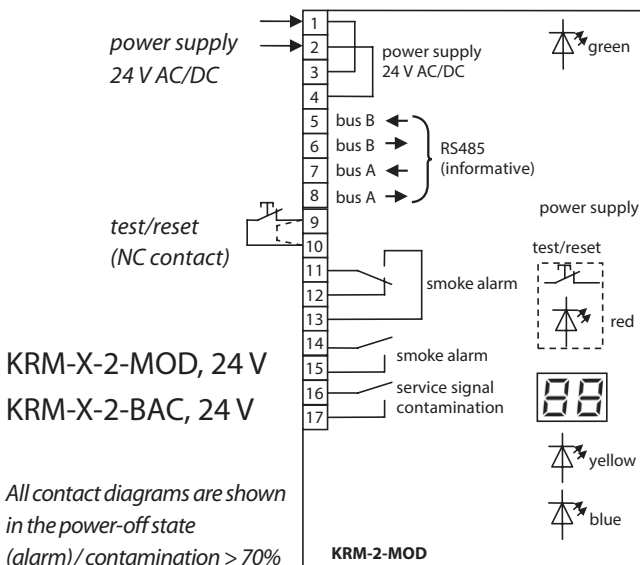 power supply
24 V AC/DC
test/reset
(NC contact)
KRM-X-2-MOD, 24 V
KRM-X-2-BAC, 24 V
All contact diagrams are shown
in the power-off state
(alarm) / contamination > 70%
1
2
3
4
5
6
7
8
9
10
11
12
13
14
15
16
17
power supply
24 V AC/DC
bus B
bus B
bus A
bus A
RS485
(informative)
smoke alarm
smoke alarm
service signal
contamination
KRM-2-MOD
green
power supply
test/reset
red
88
yellow
blue